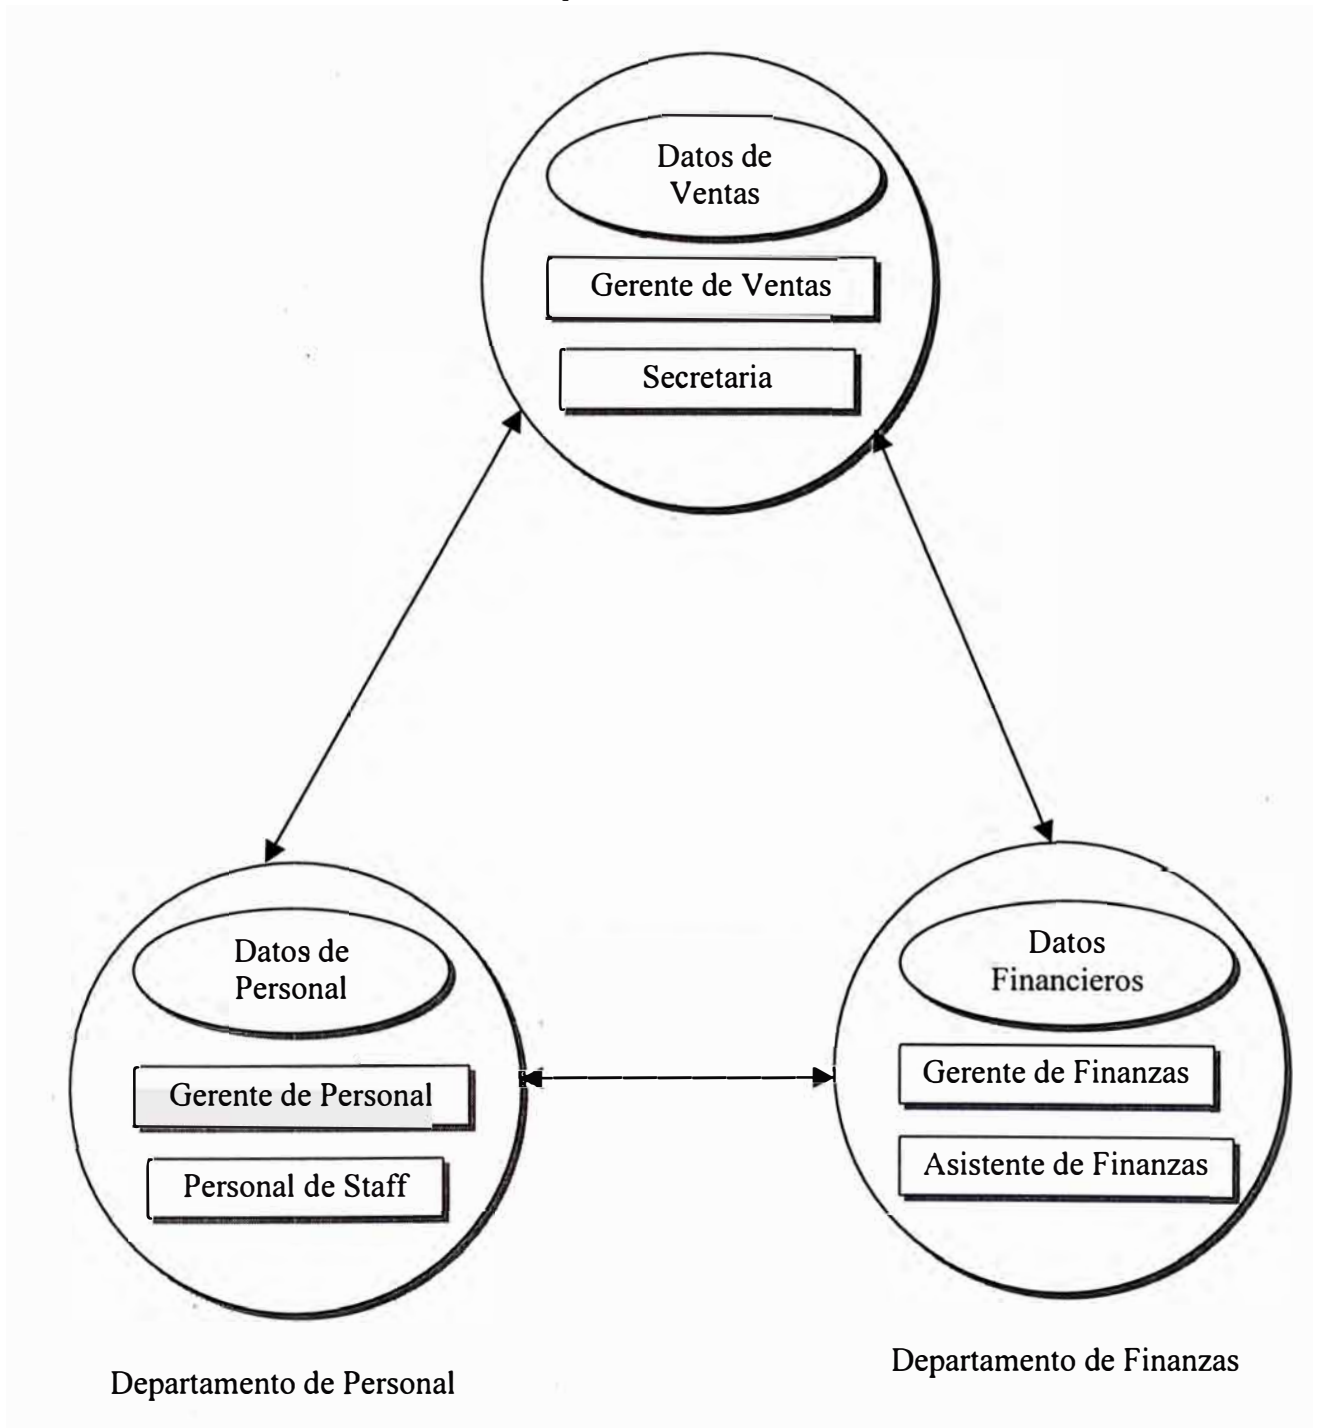 Datos de
Ventas
Gerente de Ventas
Secretaria
Datos de
Personal
Gerente de Personal
Personal de Staff
Datos
Financieros
Gerente de Finanzas
Asistente de Finanzas
Departamento de Personal
Departamento de Finanzas